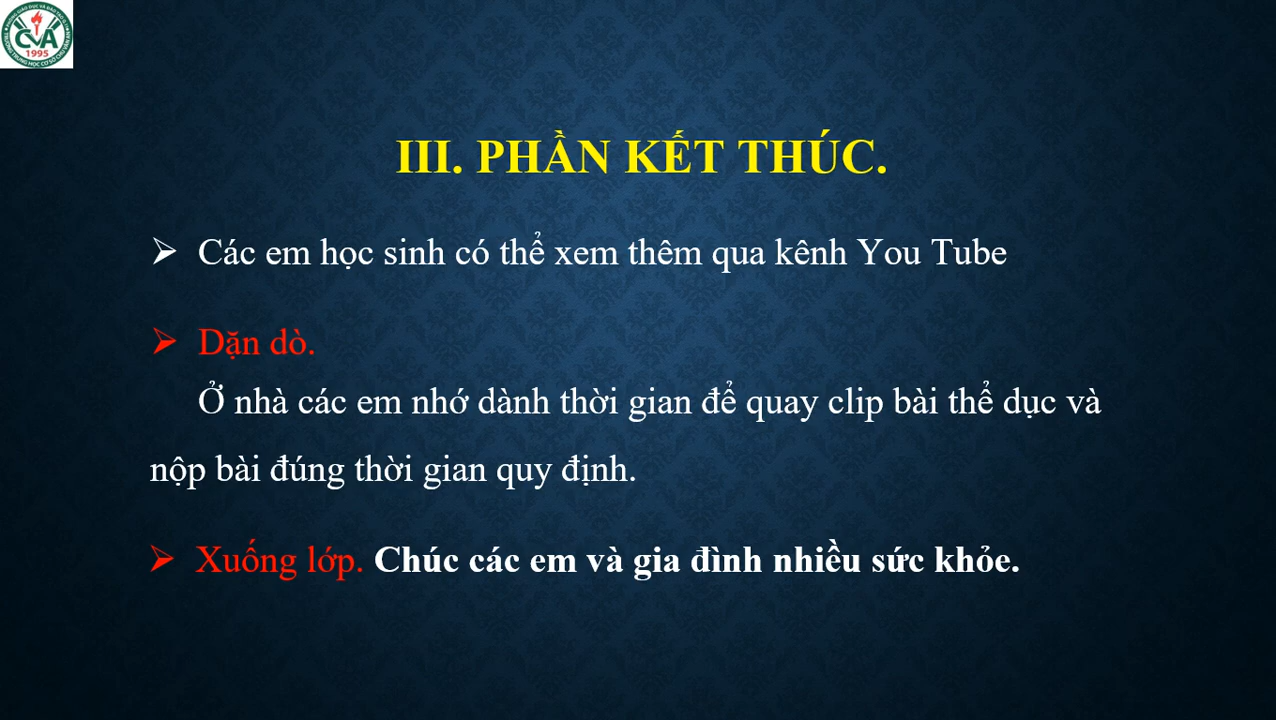 CVA
1995
III. PHẦN KẾT THÚC.
➢ Các em học sinh có thể xem thêm qua kênh You Tube
➢ Dặn dò.
Ở nhà các em nhớ dành thời gian để quay clip bài thể dục và
nộp bài đúng thời gian quy định.
➢ Xuống lớp. Chúc các em và gia đình nhiều sức khỏe.